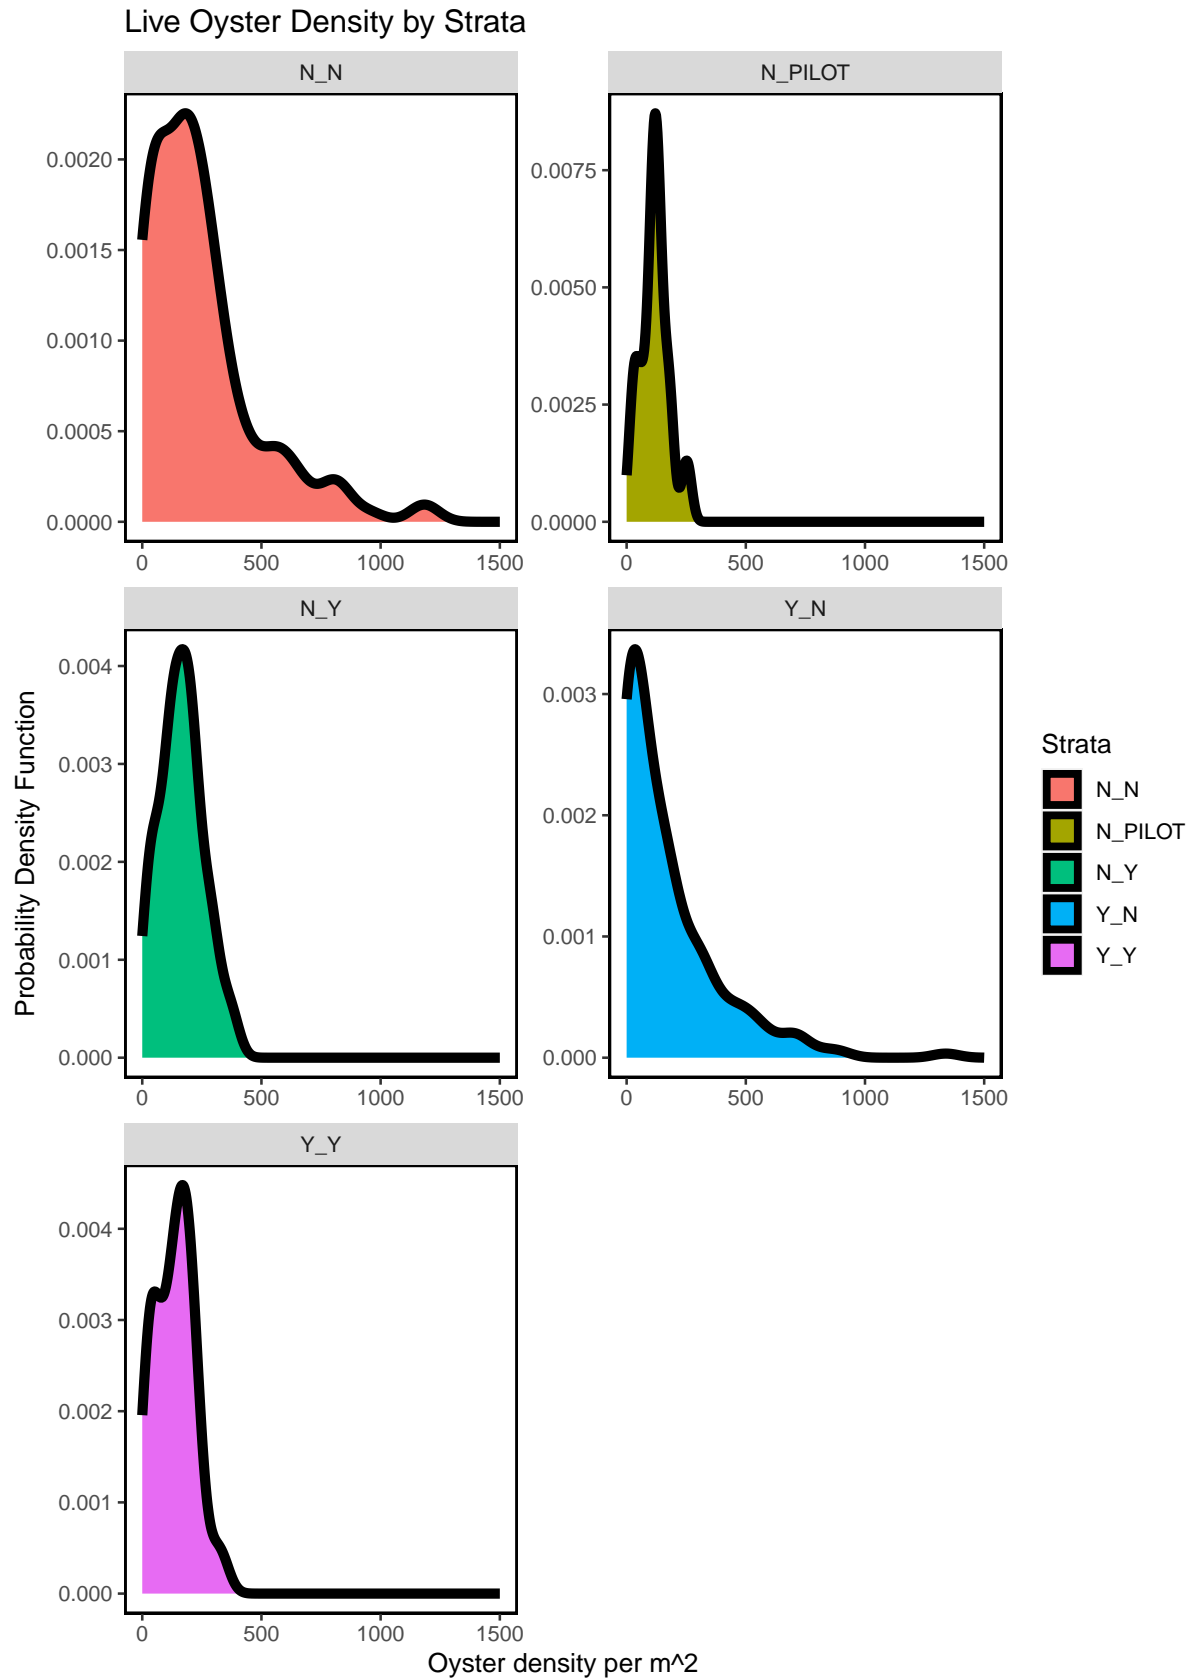 Live Oyster Density by Strata
N_N
N_PILOT
0.0020
0.0015
0.0010
0.0005
0.0000
0.0075
0.0050
0.0025
0.0000
0 500 1000 1500
0 500 1000 1500
N_Y
Y_N
0.004
0.003
0.002
0.001
0.000
0.003
0.002
0.001
0.000
0 500 1000 1500
0 500 1000 1500
Y_Y
0.004
0.003
0.002
0.001
0.000
0 500 1000 1500
Probability Density Function
Oyster density per m^2
Strata
N_N
N_PILOT
N_Y
Y_N
Y_Y